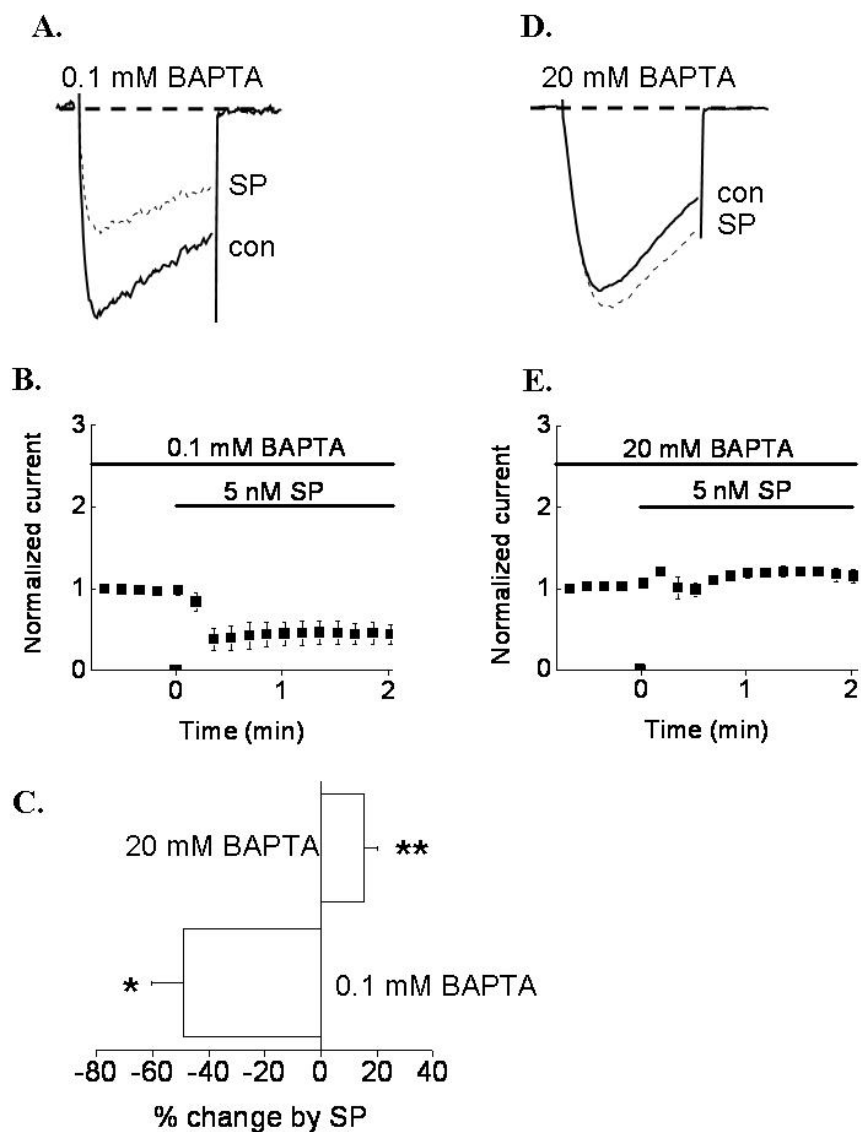 A.
0.1 mM BAPTA
SP
con
D.
20 mM BAPTA
con
SP
B.
3
2
1
0
Normalized current
0.1 mM BAPTA
5 nM SP
0
1
2
Time (min)
E.
3
2
1
0
Normalized current
20 mM BAPTA
5 nM SP
0
1
2
Time (min)
C.
20 mM BAPTA
**
*
0.1 mM BAPTA
-80 -60 -40 -20 0 20 40
% change by SP